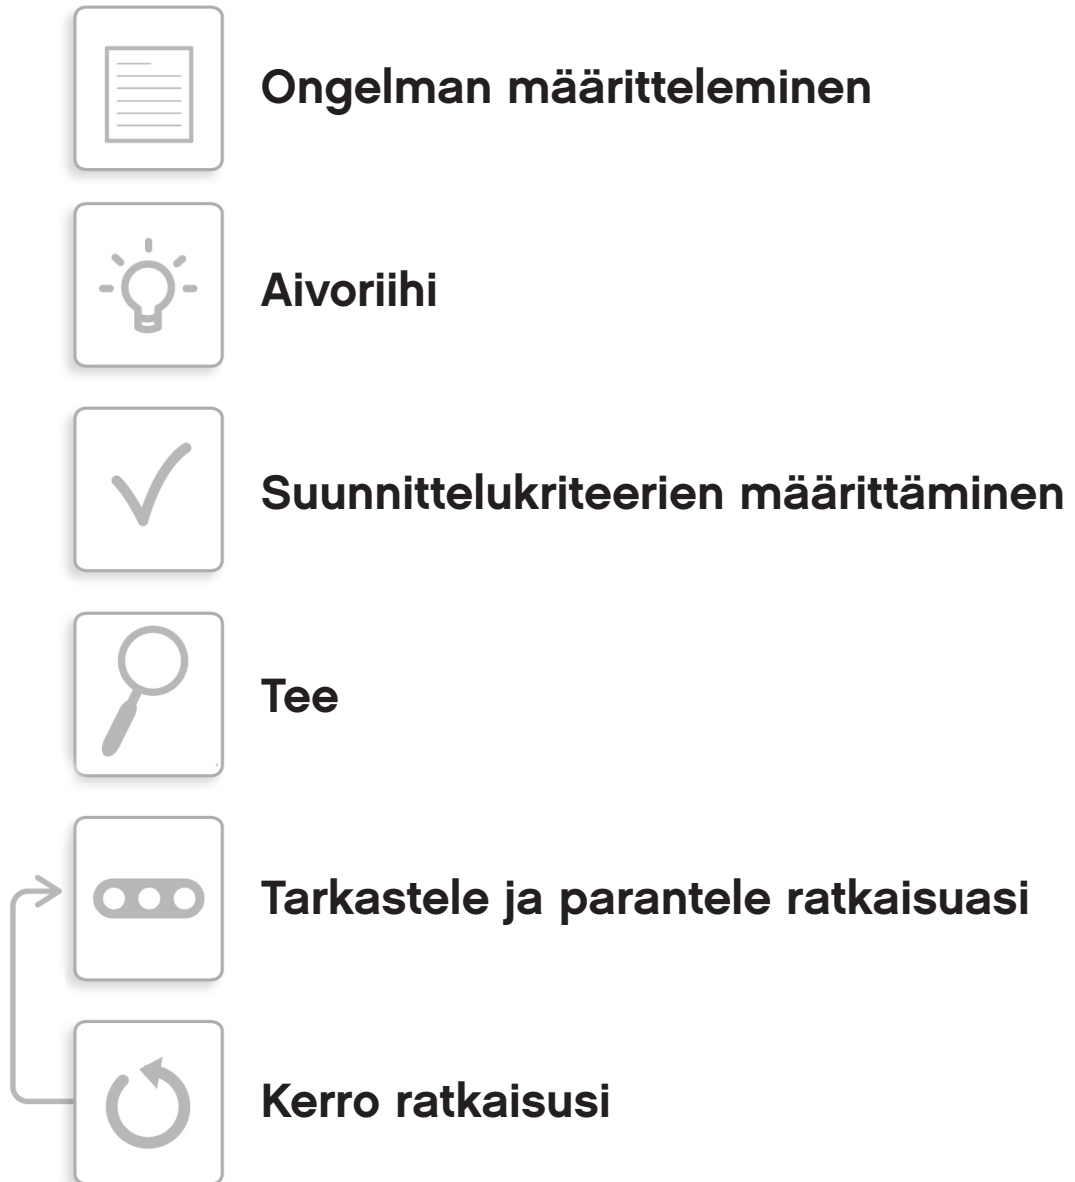 Ongelman määritteleminen
Aivoriihi
Suunnittelukriteerien määrittäminen
Tee
Tarkastele ja parantele ratkaisuasi
Kerro ratkaisusi